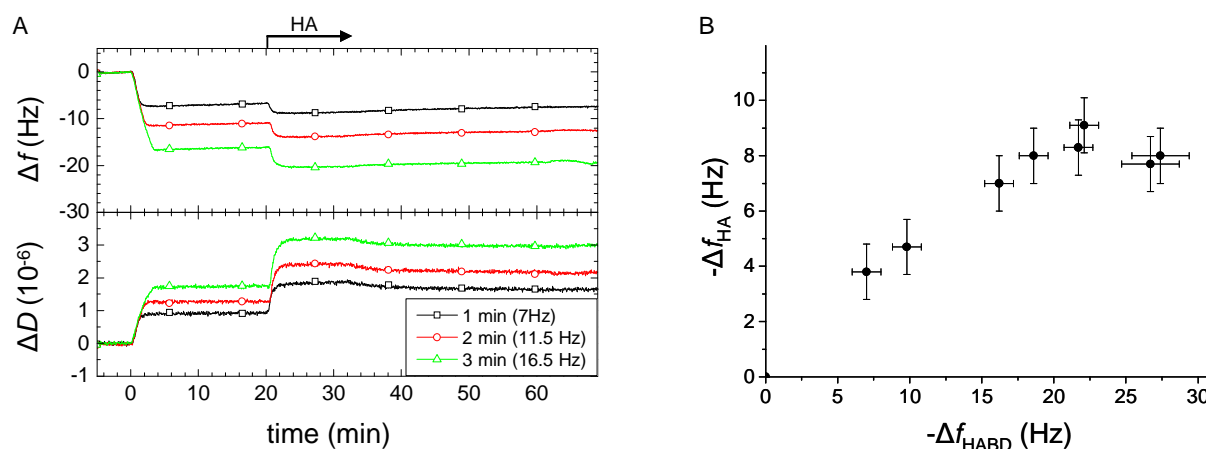 A
HA
0
-10
-20
-30
Δf (Hz)
3
2
1
0
-1
ΔD (10⁻⁶)
1 min (7Hz)
2 min (11.5 Hz)
3 min (16.5 Hz)
0 10 20 30 40 50 60
time (min)
B
10
8
6
4
2
0
-Δf_HA (Hz)
0 5 10 15 20 25 30
-Δf_HABD (Hz)